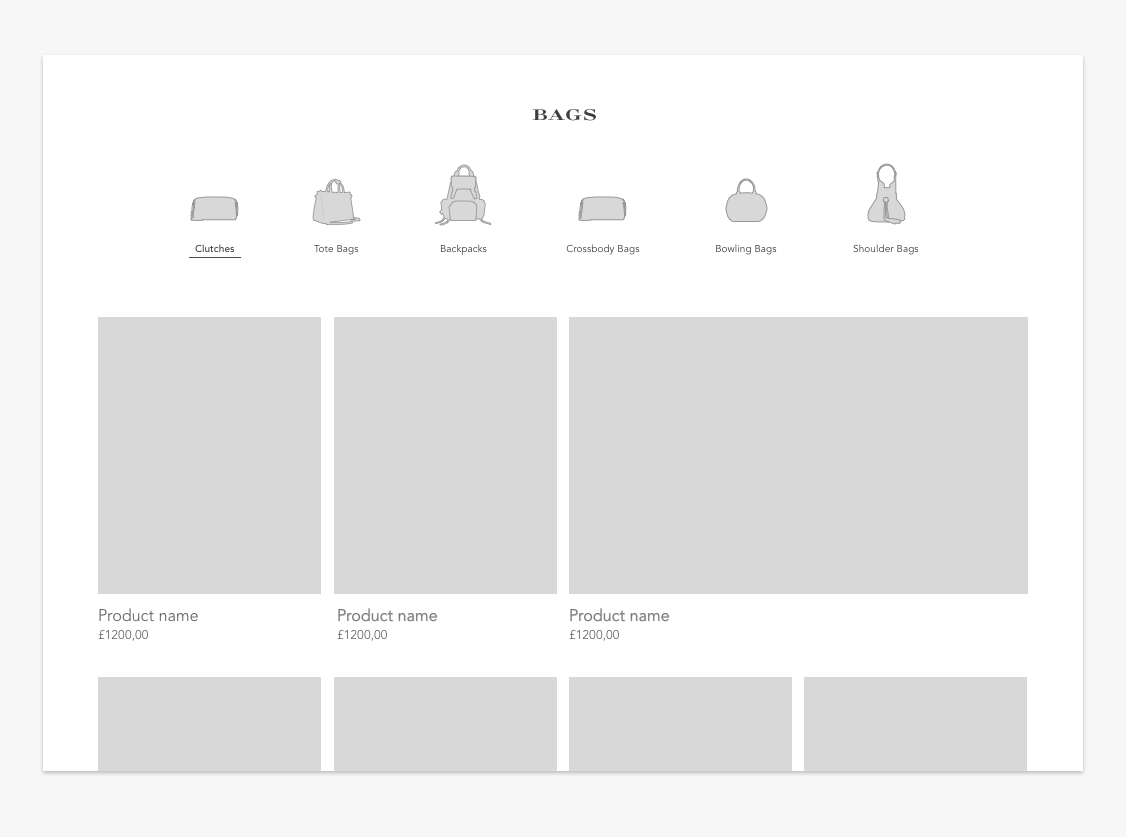 BAGS
Clutches
Tote Bags
Backpacks
Crossbody Bags
Bowling Bags
Shoulder Bags
Product name
£1200,00
Product name
£1200,00
Product name
£1200,00